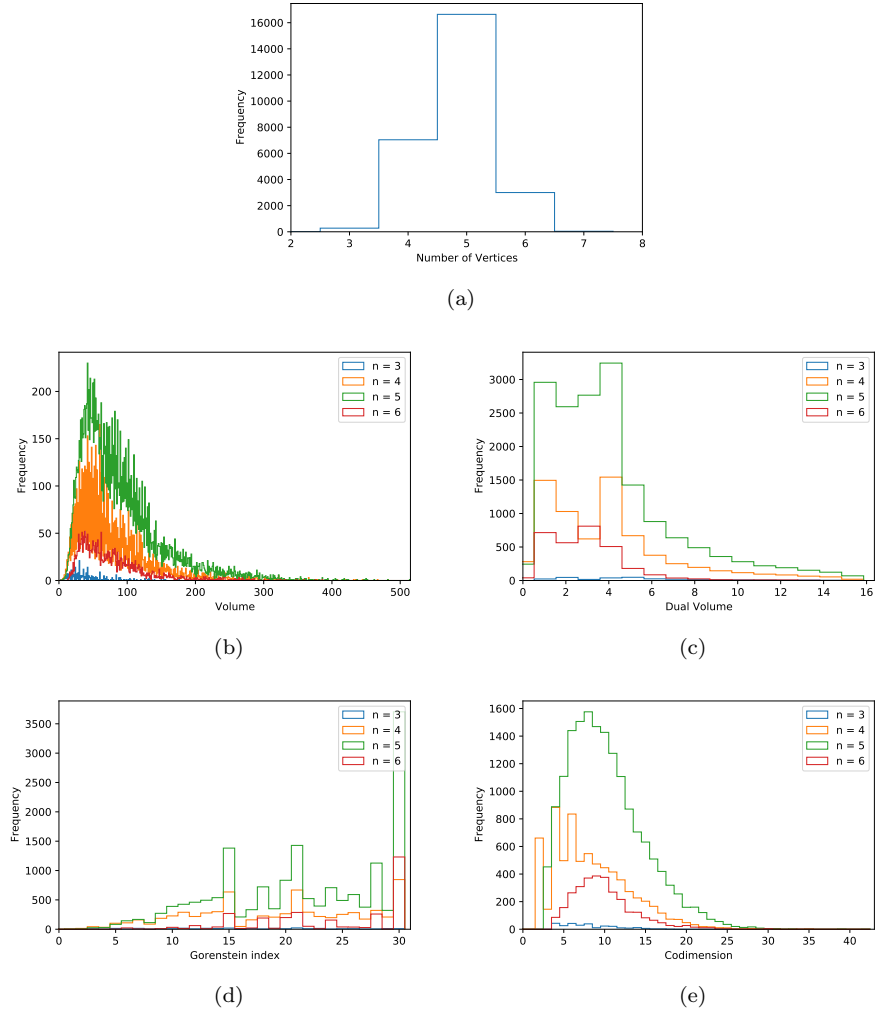 16000
14000
12000
10000
8000
6000
4000
2000
0
Frequency
2 3 4 5 6 7 8
Number of Vertices
(a)
n = 3
n = 4
n = 5
n = 6
200
150
100
50
0
Frequency
0 100 200 300 400 500
Volume
(b)
n = 3
n = 4
n = 5
n = 6
3000
2500
2000
1500
1000
500
0
Frequency
0 2 4 6 8 10 12 14 16
Dual Volume
(c)
n = 3
n = 4
n = 5
n = 6
3500
3000
2500
2000
1500
1000
500
0
Frequency
0 5 10 15 20 25 30
Gorenstein index
(d)
n = 3
n = 4
n = 5
n = 6
1600
1400
1200
1000
800
600
400
200
0
Frequency
0 5 10 15 20 25 30 35 40
Codimension
(e)